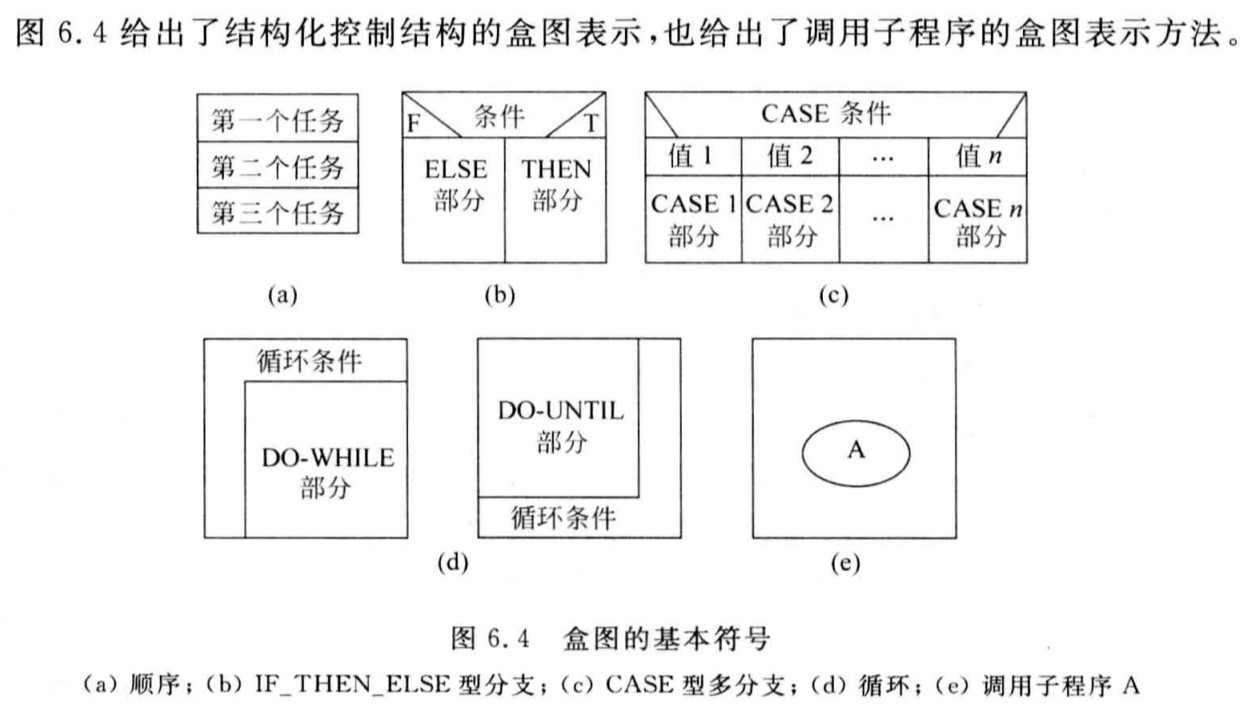 图 6.4 给出了结构化控制结构的盒图表示,也给出了调用子程序的盒图表示方法。
第一个任务
第二个任务
第三个任务
(a)
F 条件 T
ELSE THEN
部分 部分
(b)
CASE 条件
值 1 值 2 … 值 n
CASE 1 CASE 2 … CASE n
部分 部分 部分
(c)
循环条件
DO-WHILE
部分
DO-UNTIL
部分
循环条件
(d)
A
(e)
图 6.4 盒图的基本符号
(a) 顺序;(b) IF_THEN_ELSE 型分支;(c) CASE 型多分支;(d) 循环;(e) 调用子程序 A